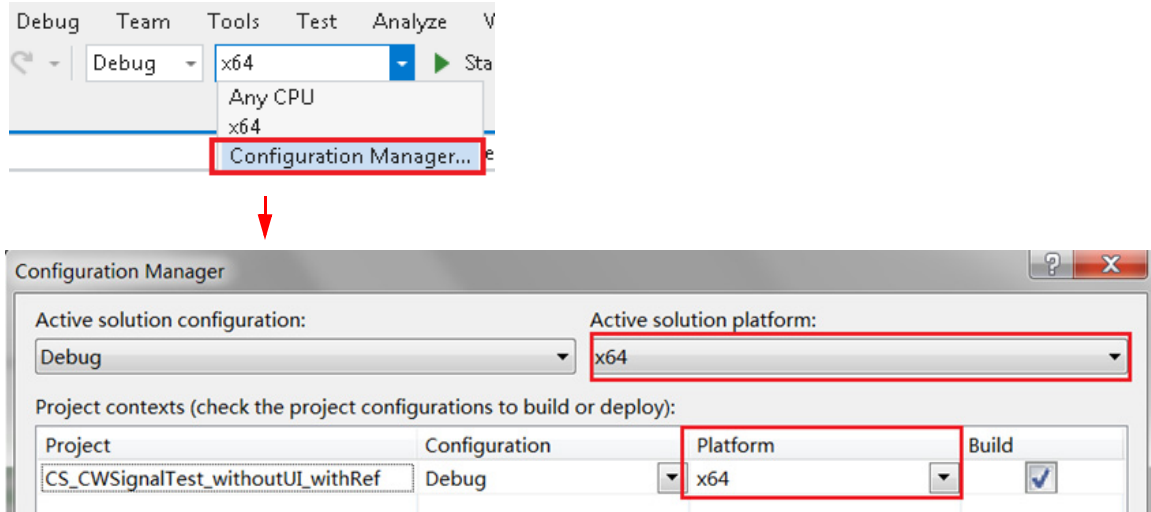 Debug Team Tools Test Analyze V
Debug x64 Sta
Any CPU
x64
Configuration Manager... e
Configuration Manager ? X
Active solution configuration: Active solution platform:
Debug x64
Project contexts (check the project configurations to build or deploy):
Project Configuration Platform Build
CS_CWSignalTest_withoutUI_withRef Debug x64